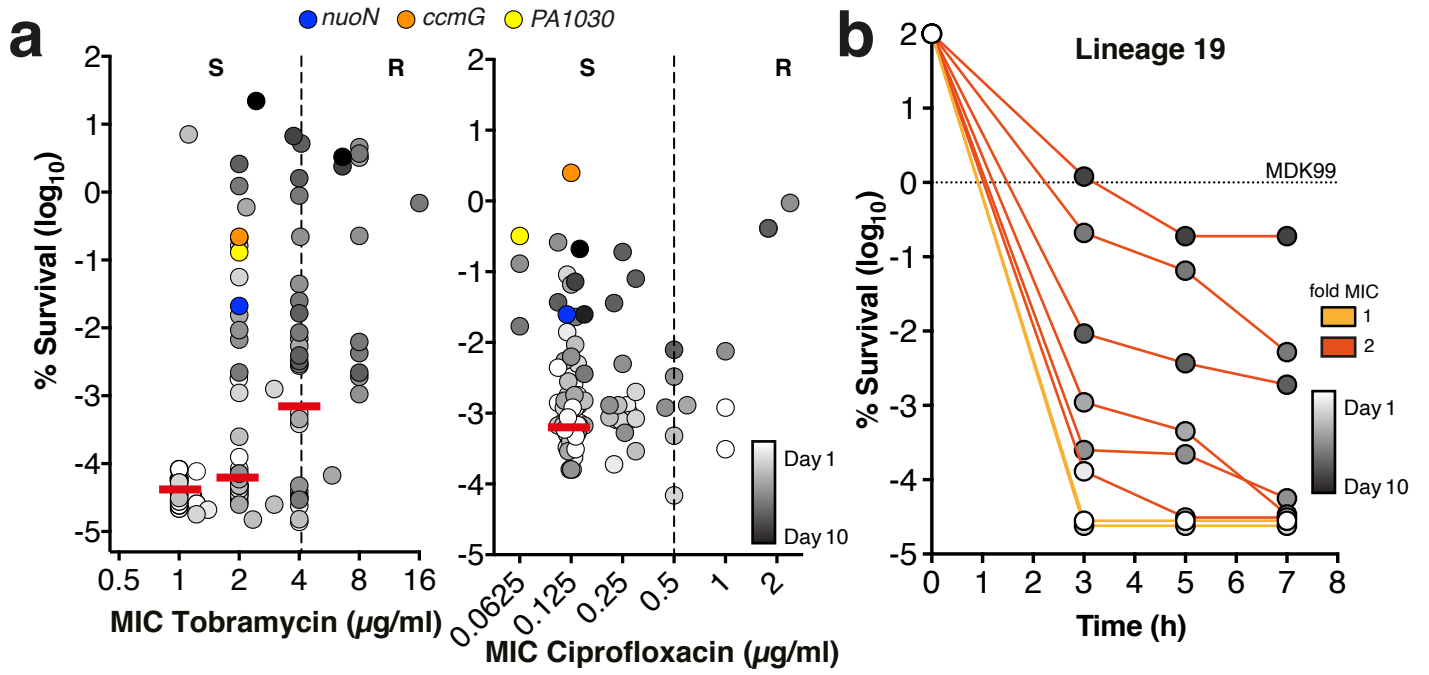 a
nuoN ccmG PA1030
% Survival (log10)
2
1
0
-1
-2
-3
-4
-5
S R
0.5 1 2 4 8 16
MIC Tobramycin (µg/ml)
2
1
0
-1
-2
-3
-4
-5
S R
Day 1
Day 10
0.0625 0.125 0.25 0.5 1 2
MIC Ciprofloxacin (µg/ml)
b
Lineage 19
% Survival (log10)
2
1
0
-1
-2
-3
-4
-5
MDK99
fold MIC
1
2
Day 1
Day 10
0 1 2 3 4 5 6 7 8
Time (h)